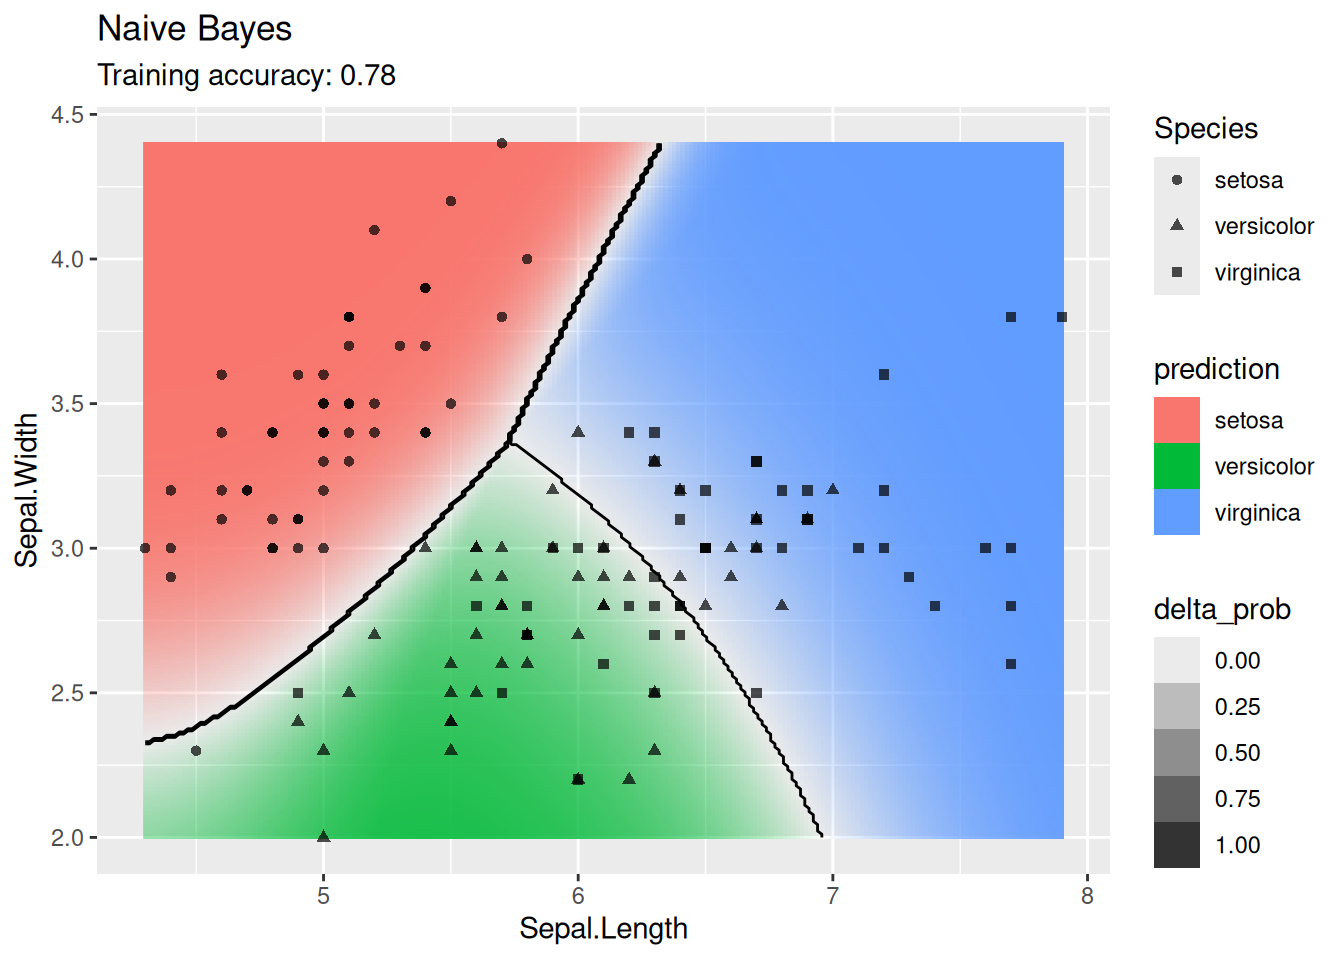 Naive Bayes
Training accuracy: 0.78
4.5
4.0
3.5
3.0
2.5
2.0
Sepal.Width
5
6
7
8
Sepal.Length
Species
setosa
versicolor
virginica
prediction
setosa
versicolor
virginica
delta_prob
0.00
0.25
0.50
0.75
1.00